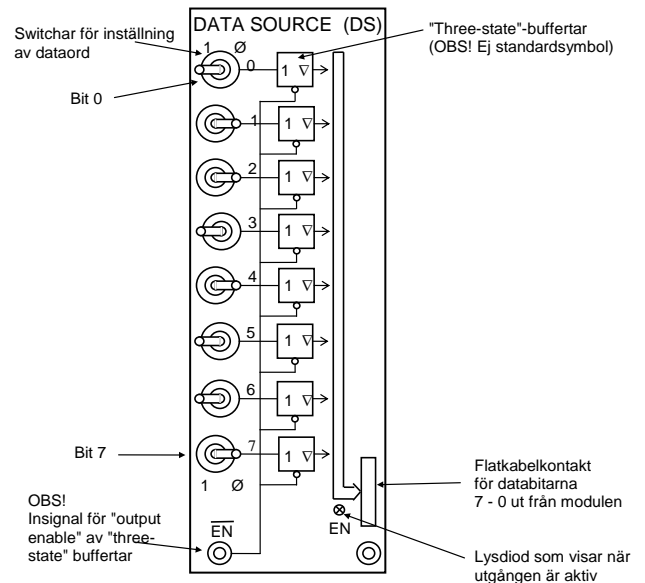 DATA SOURCE (DS)
Switchar för inställning
av dataord
"Three-state"-buffertar
(OBS! Ej standardsymbol)
1 Ø
0
1 ∇
Bit 0
1
1 ∇
2
1 ∇
3
1 ∇
4
1 ∇
5
1 ∇
6
1 ∇
Bit 7
7
1 ∇
1 Ø
Flatkabelkontakt
för databitarna
7 - 0 ut från modulen
OBS!
Insignal för "output
enable" av "three-
state" buffertar
EN
EN
Lysdiod som visar när
utgången är aktiv